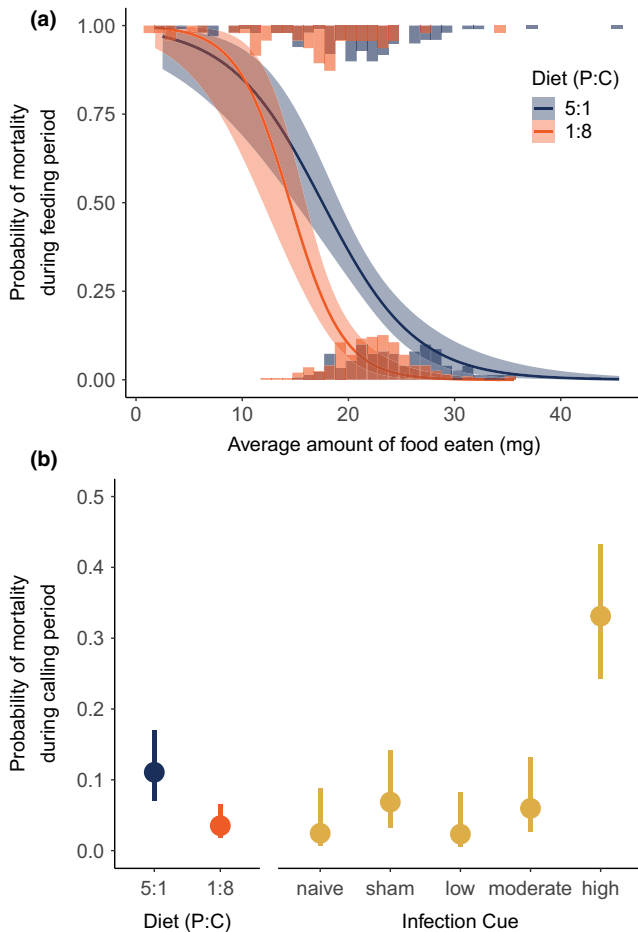 (a)
1.00
0.75
0.50
0.25
0.00
Probability of mortality
during feeding period
Diet (P:C)
5:1
1:8
0 10 20 30 40
Average amount of food eaten (mg)
(b)
0.5
0.4
0.3
0.2
0.1
0.0
Probability of mortality
during calling period
5:1 1:8 naive sham low moderate high
Diet (P:C) Infection Cue